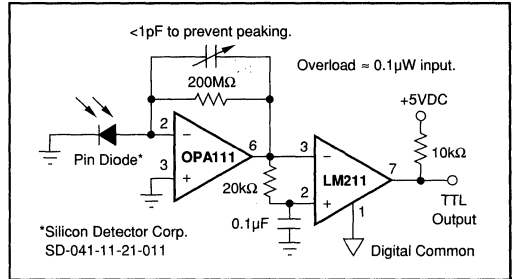 <1pF to prevent peaking.
200MΩ
Overload ≈ 0.1µW input.
+5VDC
2
OPA111
6
3
Pin Diode*
3
LM211
7
10kΩ
20kΩ
2
1
0.1µF
TTL
Output
*Silicon Detector Corp.
SD-041-11-21-011
Digital Common